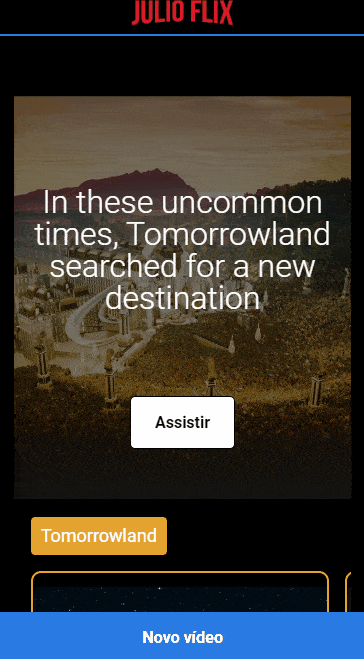 JULIO FLIX
In these uncommon
times, Tomorrowland
searched for a new
destination
Assistir
Tomorrowland
Novo vídeo